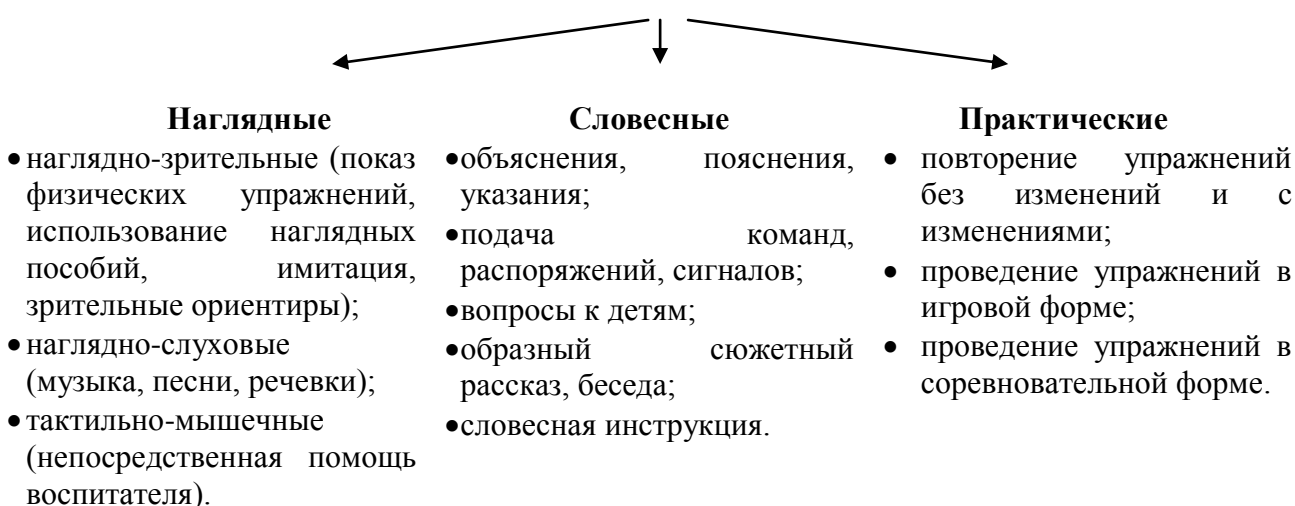 Наглядные
• наглядно-зрительные (показ
физических упражнений,
использование наглядных
пособий, имитация,
зрительные ориентиры);
• наглядно-слуховые
(музыка, песни, речевки);
• тактильно-мышечные
(непосредственная помощь
воспитателя).
Словесные
• объяснения, пояснения,
указания;
• подача команд,
распоряжений, сигналов;
• вопросы к детям;
• образный сюжетный
рассказ, беседа;
• словесная инструкция.
Практические
• повторение упражнений
без изменений и с
изменениями;
• проведение упражнений в
игровой форме;
• проведение упражнений в
соревновательной форме.